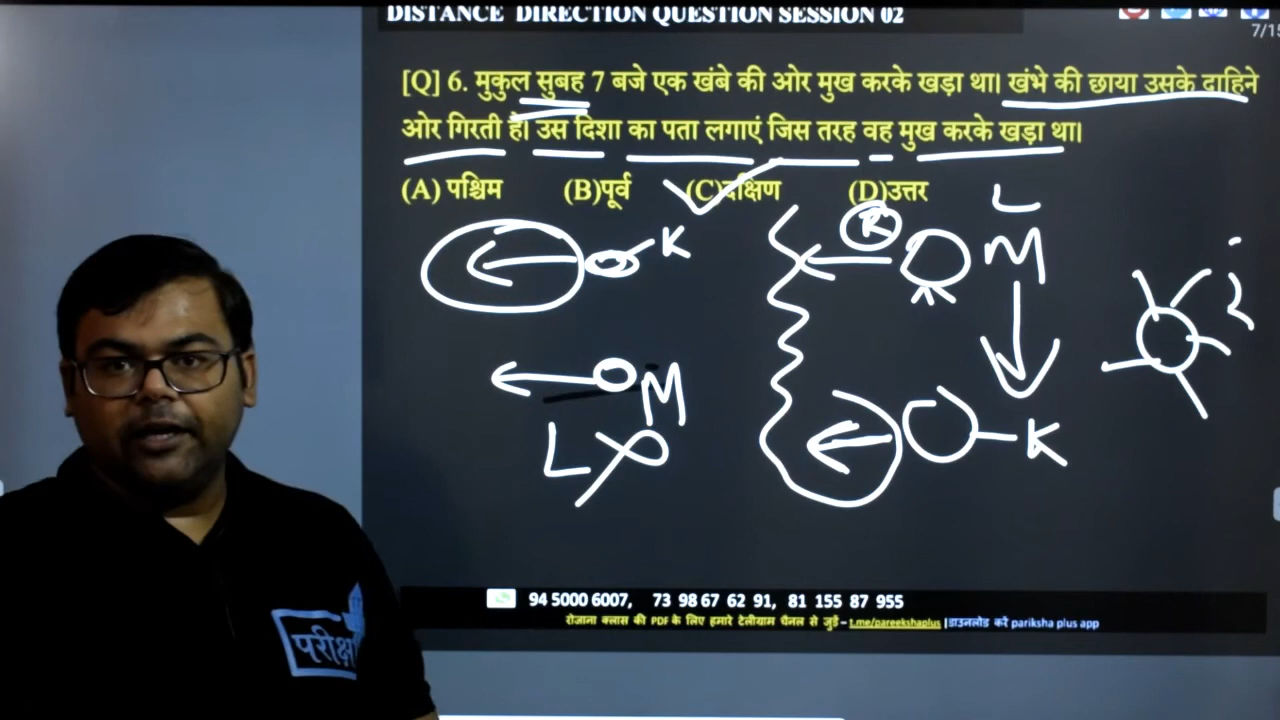 DISTANCE DIRECTION QUESTION SESSION 02
7/15
[Q] 6. मुकुल सुबह 7 बजे एक खंबे की ओर मुख करके खड़ा था। खंभे की छाया उसके दाहिने
ओर गिरती है। उस दिशा का पता लगाएं जिस तरह वह मुख करके खड़ा था।
(A) पश्चिम (B)पूर्व (C)दक्षिण (D)उत्तर
K
R
L
M
M
L
K
94 5000 6007, 73 98 67 62 91, 81 155 87 955
रोजाना क्लास की PDF के लिए हमारे टेलीग्राम चैनल से जुड़ें – t.me/pareekshaplus | डाउनलोड करें pariksha plus app
परीक्षा